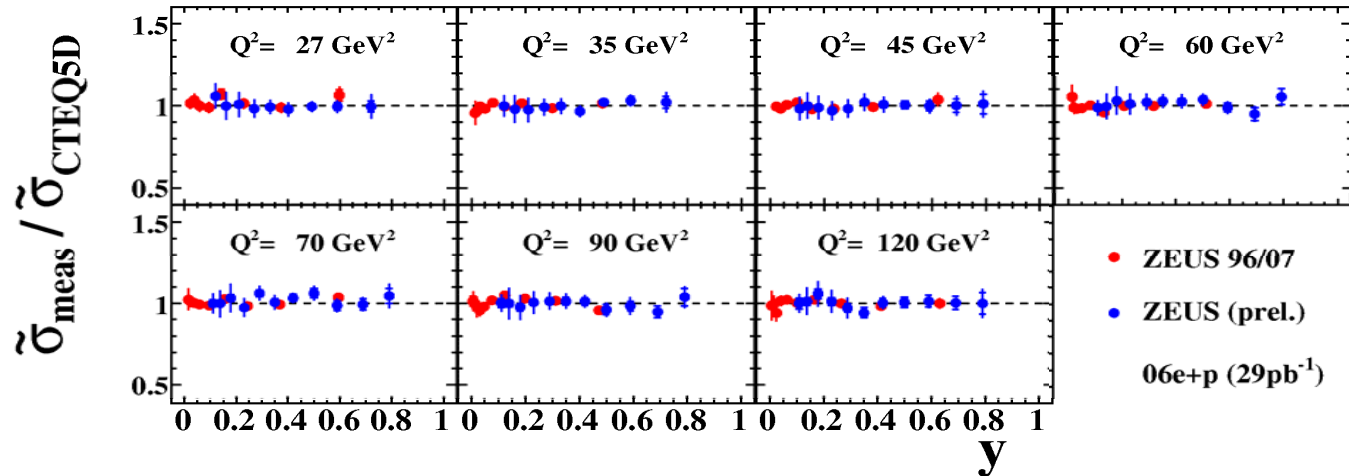 σ̃meas / σ̃CTEQ5D
1.5
1
0.5
Q²= 27 GeV²
Q²= 35 GeV²
Q²= 45 GeV²
Q²= 60 GeV²
1.5
1
0.5
Q²= 70 GeV²
Q²= 90 GeV²
Q²= 120 GeV²
ZEUS 96/07
ZEUS (prel.)
06e+p (29pb⁻¹)
0 0.2 0.4 0.6 0.8 1 0 0.2 0.4 0.6 0.8 1 0 0.2 0.4 0.6 0.8 1
y